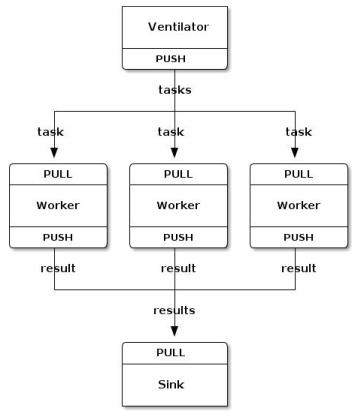 Ventilator
PUSH
tasks
task task task
PULL PULL PULL
Worker Worker Worker
PUSH PUSH PUSH
result result result
results
PULL
Sink